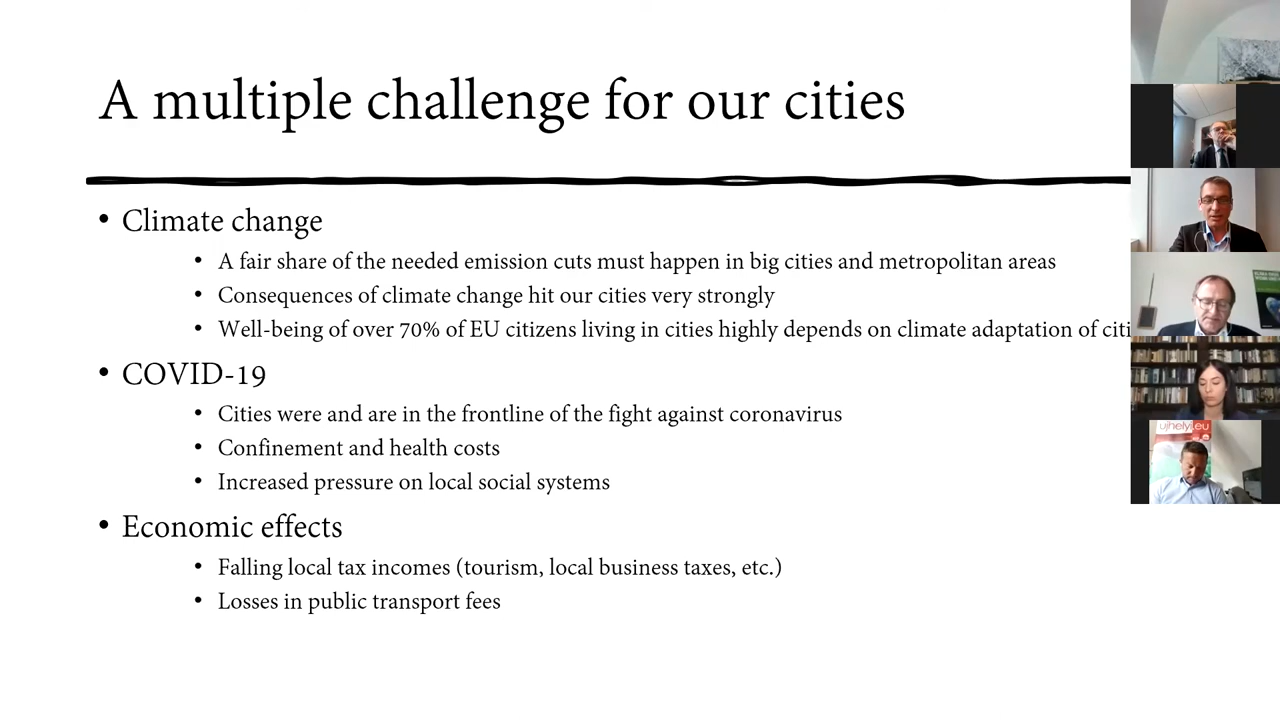 A multiple challenge for our cities
• Climate change
• A fair share of the needed emission cuts must happen in big cities and metropolitan areas
• Consequences of climate change hit our cities very strongly
• Well-being of over 70% of EU citizens living in cities highly depends on climate adaptation of citi
• COVID-19
• Cities were and are in the frontline of the fight against coronavirus
• Confinement and health costs
• Increased pressure on local social systems
• Economic effects
• Falling local tax incomes (tourism, local business taxes, etc.)
• Losses in public transport fees
ujhelyi.eu